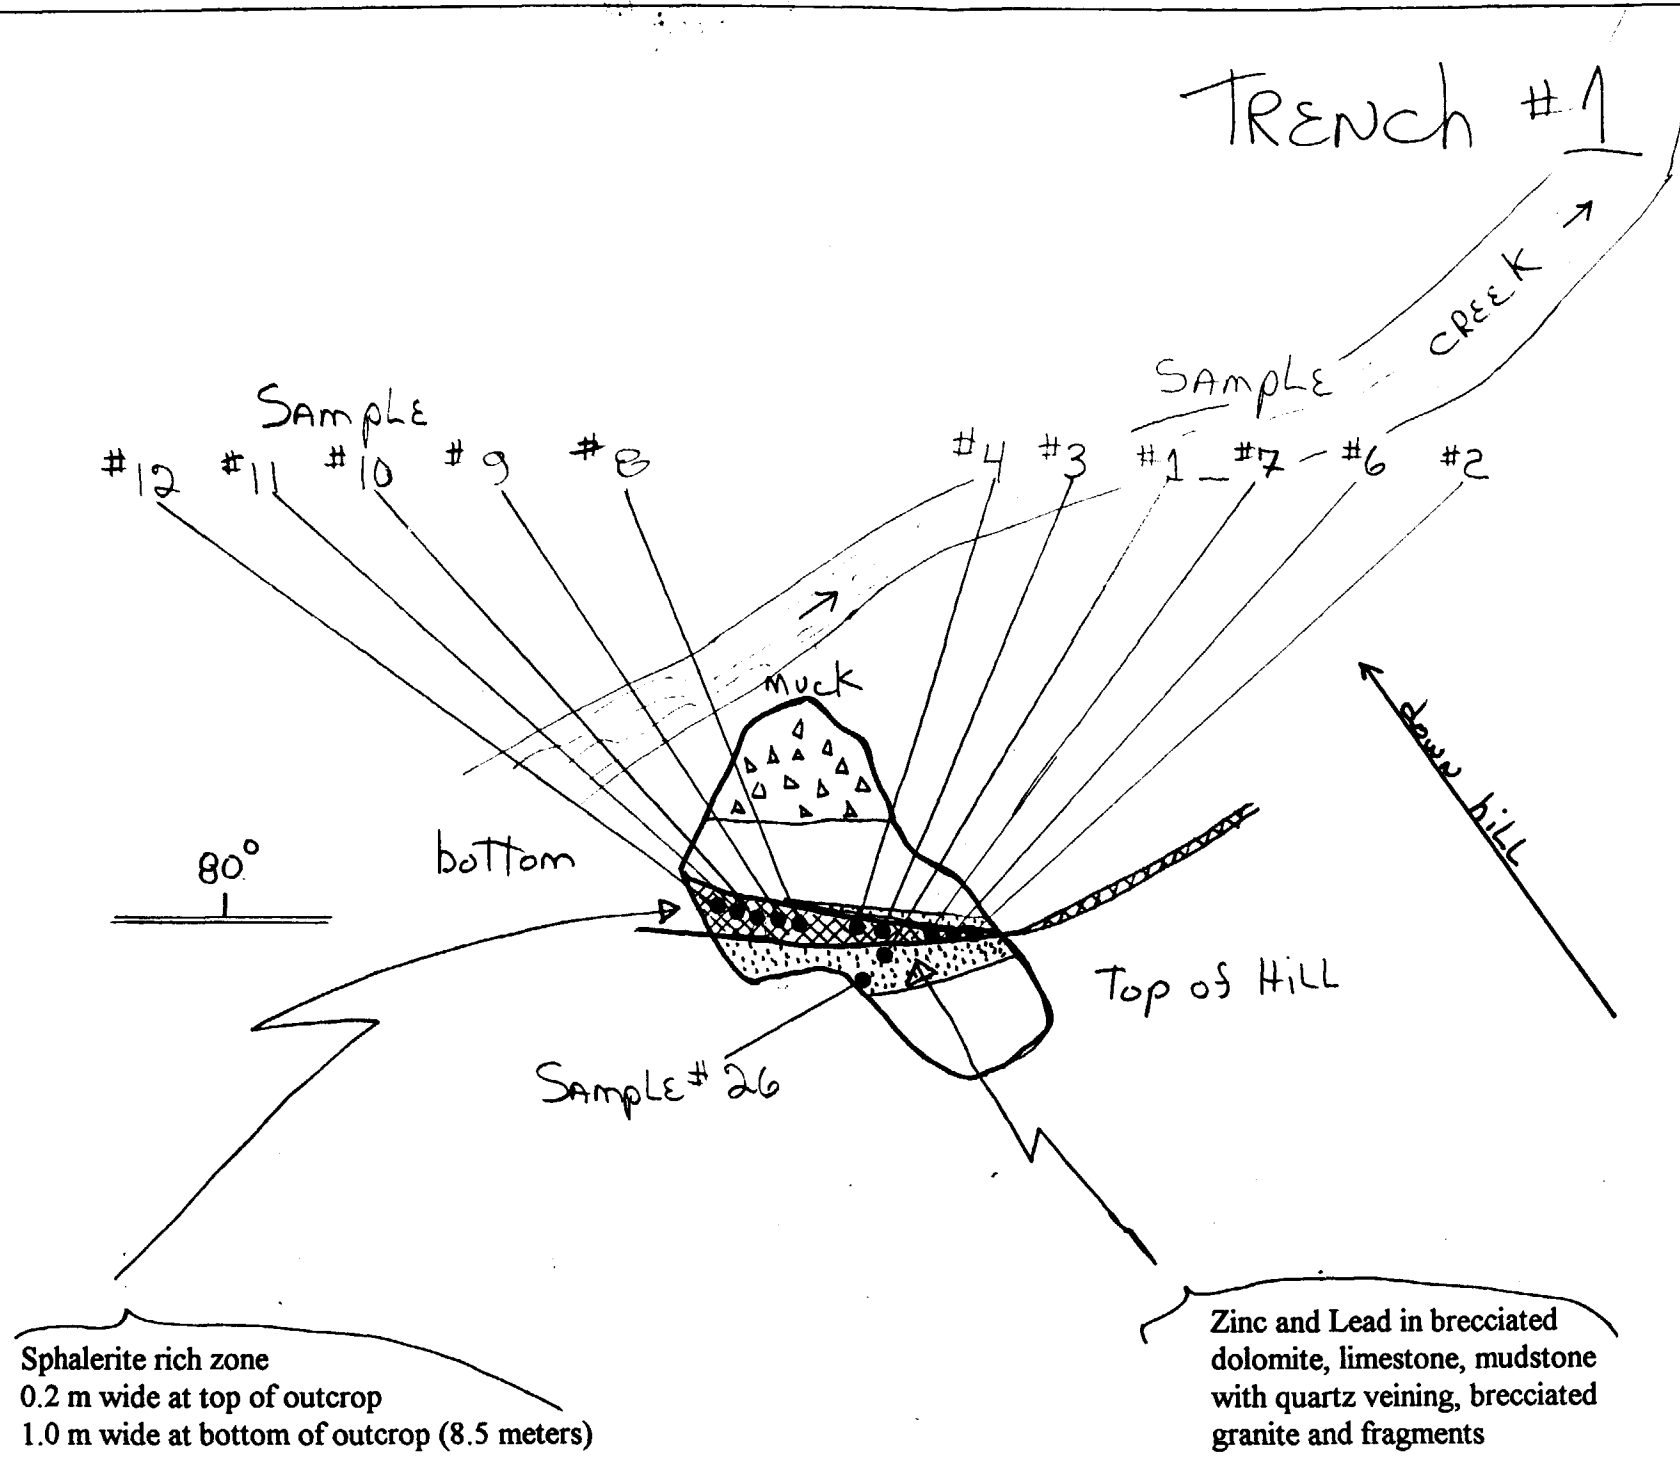 TRENCh #1
CREEK
SAmpLE
SAmpLE
#12 #11 #10 #9 #8 #4 #3 #1 _ #7 - #6 #2
muck
down hiLL
80°
bottom
Top of HiLL
SAmpLE # 26
Sphalerite rich zone
0.2 m wide at top of outcrop
1.0 m wide at bottom of outcrop (8.5 meters)
Zinc and Lead in brecciated
dolomite, limestone, mudstone
with quartz veining, brecciated
granite and fragments